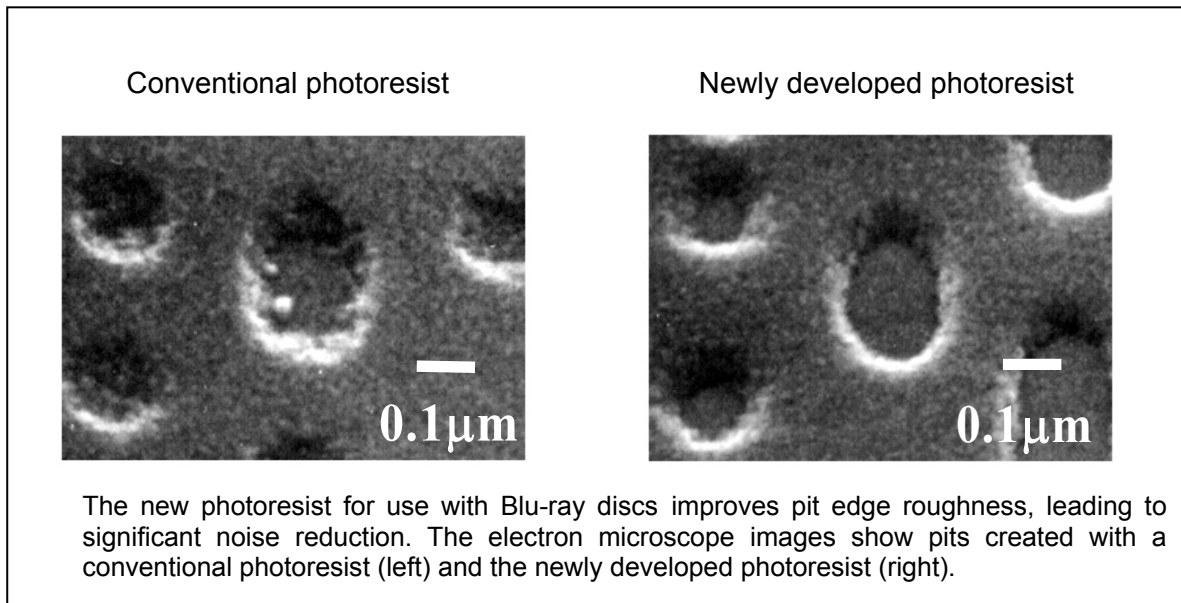 Conventional photoresist
Newly developed photoresist
0.1μm
0.1μm
The new photoresist for use with Blu-ray discs improves pit edge roughness, leading to
significant noise reduction. The electron microscope images show pits created with a
conventional photoresist (left) and the newly developed photoresist (right).